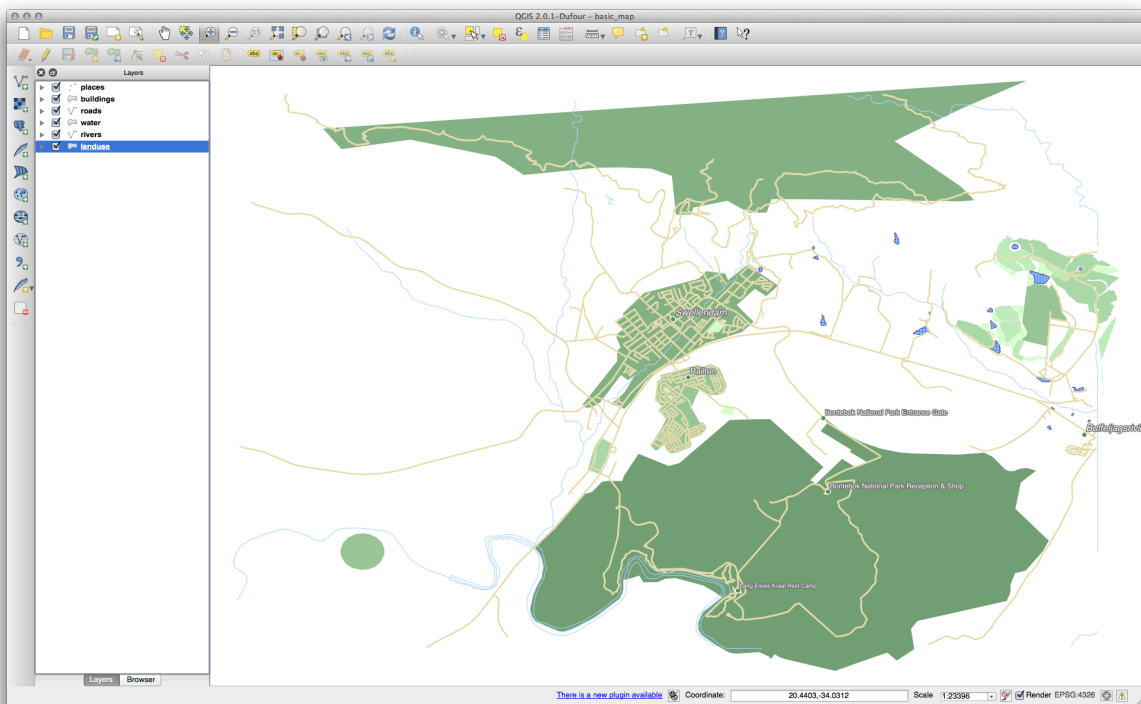 QGIS 2.0.1-Dufour – basic_map
Layers
places
buildings
roads
water
rivers
landuse
Swellendam
Railton
Bontebok National Park Entrance Gate
Bontebok National Park Reception & Shop
Lang Elsies Kraal Rest Camp
Layers
Browser
There is a new plugin available
Coordinate:
20.4403,-34.0312
Scale
1:23396
Render
EPSG:4326